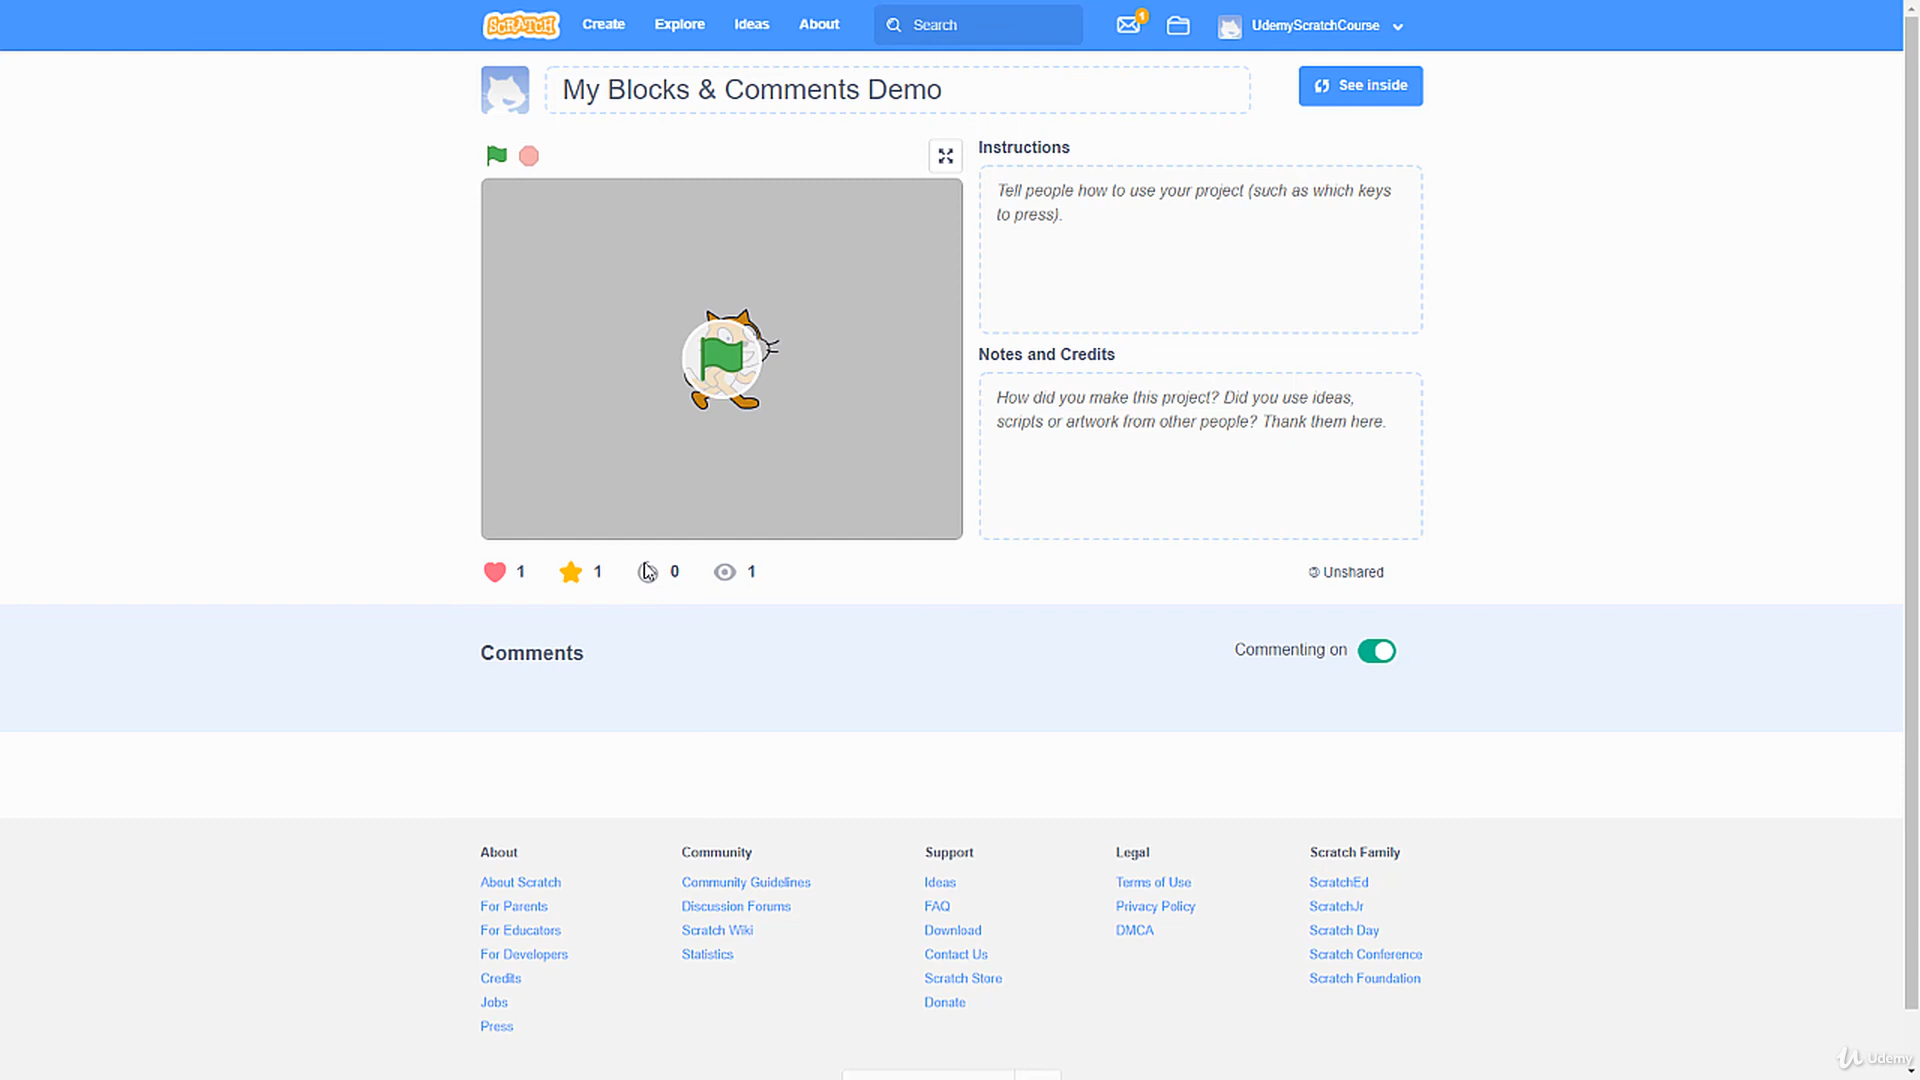 SCRATCH Create Explore Ideas About Search 1 UdemyScratchCourse
My Blocks & Comments Demo
See inside
Instructions
Tell people how to use your project (such as which keys
to press).
Notes and Credits
How did you make this project? Did you use ideas,
scripts or artwork from other people? Thank them here.
1 1 0 1 Unshared
Comments
Commenting on
About Community Support Legal Scratch Family
About Scratch Community Guidelines Ideas Terms of Use ScratchEd
For Parents Discussion Forums FAQ Privacy Policy ScratchJr
For Educators Scratch Wiki Download DMCA Scratch Day
For Developers Statistics Contact Us Scratch Conference
Credits Scratch Store Scratch Foundation
Jobs Donate
Press
Udemy